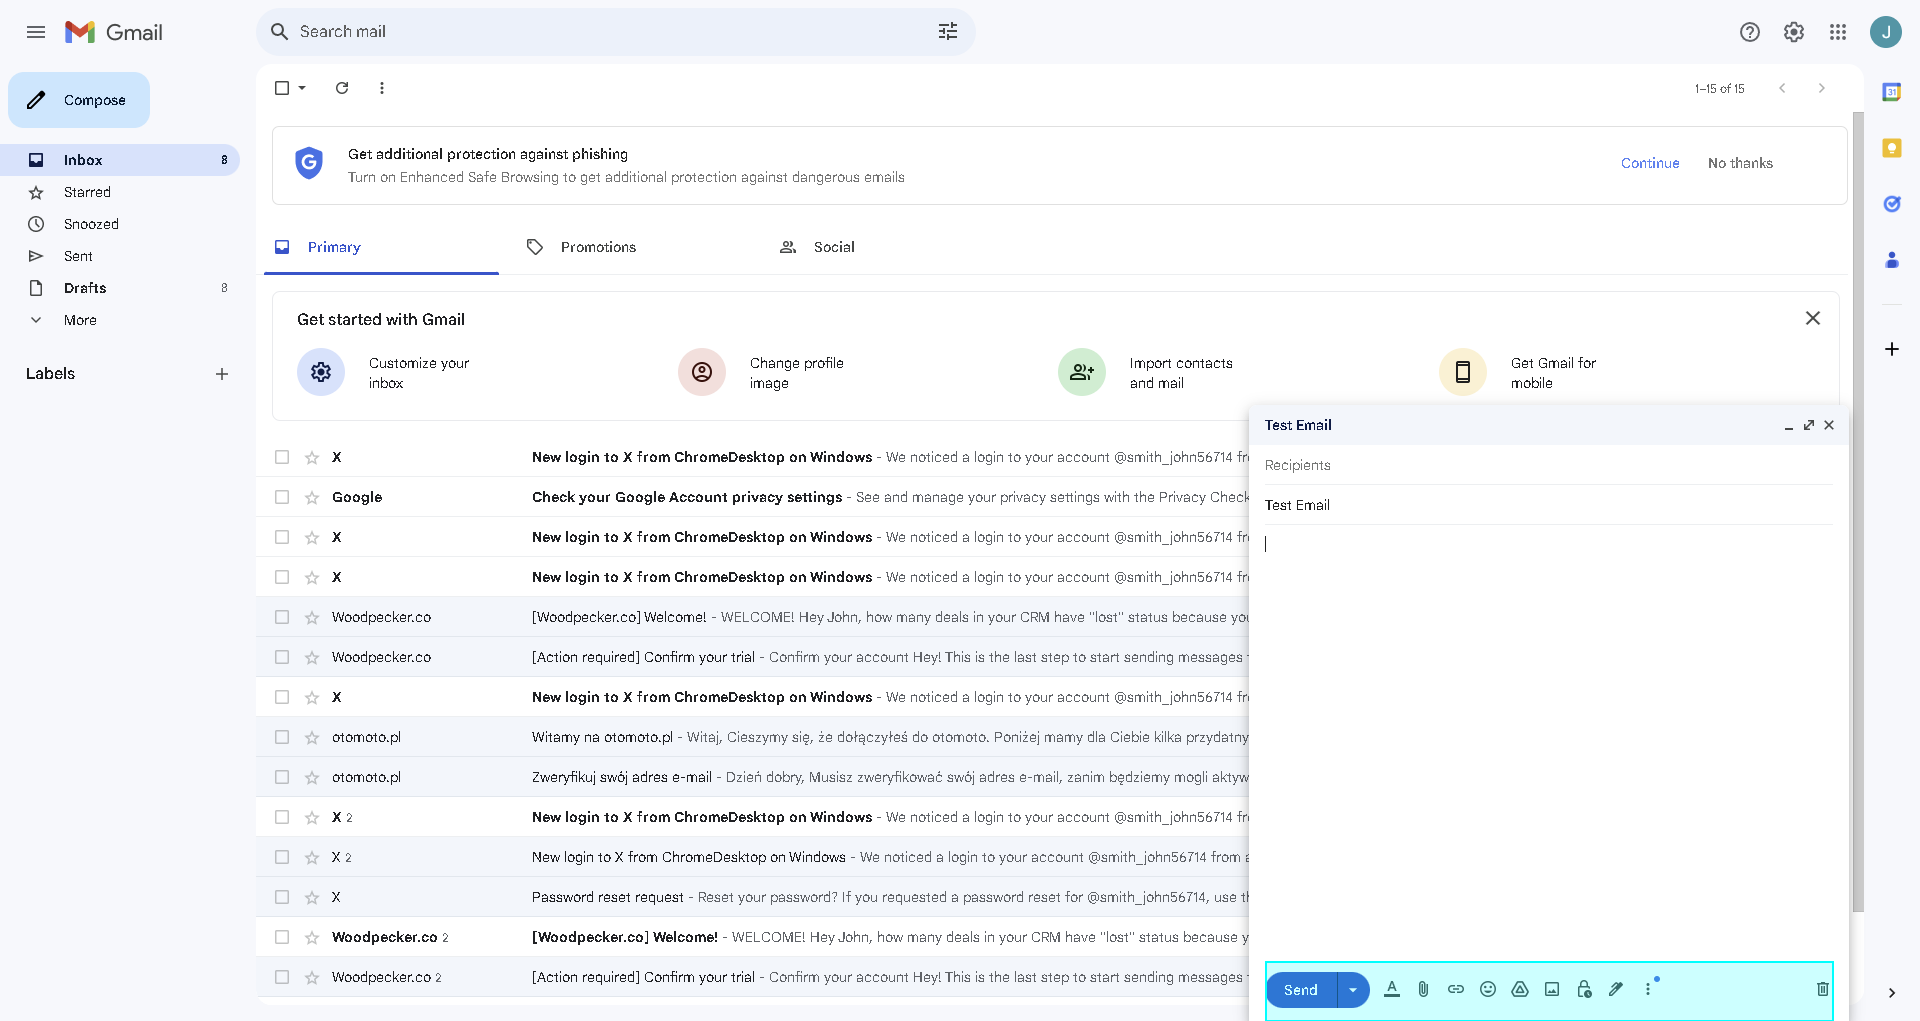 Gmail
Search mail
J
Compose
1–15 of 15
31
Inbox 8
Starred
Snoozed
Sent
Drafts 8
More
Labels
G
Get additional protection against phishing
Turn on Enhanced Safe Browsing to get additional protection against dangerous emails
Continue
No thanks
Primary
Promotions
Social
Get started with Gmail
Customize your
inbox
Change profile
image
Import contacts
and mail
Get Gmail for
mobile
X New login to X from ChromeDesktop on Windows - We noticed a login to your account @smith_john56714 fr
Google Check your Google Account privacy settings - See and manage your privacy settings with the Privacy Check
X New login to X from ChromeDesktop on Windows - We noticed a login to your account @smith_john56714 fr
X New login to X from ChromeDesktop on Windows - We noticed a login to your account @smith_john56714 fr
Woodpecker.co [Woodpecker.co] Welcome! - WELCOME! Hey John, how many deals in your CRM have "lost" status because you
Woodpecker.co [Action required] Confirm your trial - Confirm your account Hey! This is the last step to start sending messages
X New login to X from ChromeDesktop on Windows - We noticed a login to your account @smith_john56714 fr
otomoto.pl Witamy na otomoto.pl - Witaj, Cieszymy się, że dołączyłeś do otomoto. Poniżej mamy dla Ciebie kilka przydatny
otomoto.pl Zweryfikuj swój adres e-mail - Dzień dobry, Musisz zweryfikować swój adres e-mail, zanim będziemy mogli aktyw
X 2 New login to X from ChromeDesktop on Windows - We noticed a login to your account @smith_john56714 fr
X 2 New login to X from ChromeDesktop on Windows - We noticed a login to your account @smith_john56714 from a
X Password reset request - Reset your password? If you requested a password reset for @smith_john56714, use th
Woodpecker.co 2 [Woodpecker.co] Welcome! - WELCOME! Hey John, how many deals in your CRM have "lost" status because y
Woodpecker.co 2 [Action required] Confirm your trial - Confirm your account Hey! This is the last step to start sending messages
Test Email
Recipients
Test Email
Send